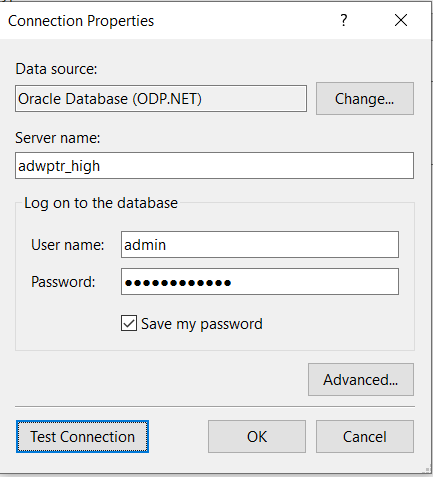 Connection Properties ? ×
Data source:
Oracle Database (ODP.NET) Change...
Server name:
adwptr_high
Log on to the database
User name: admin
Password: ●●●●●●●●●●●●
Save my password
Advanced...
Test Connection OK Cancel